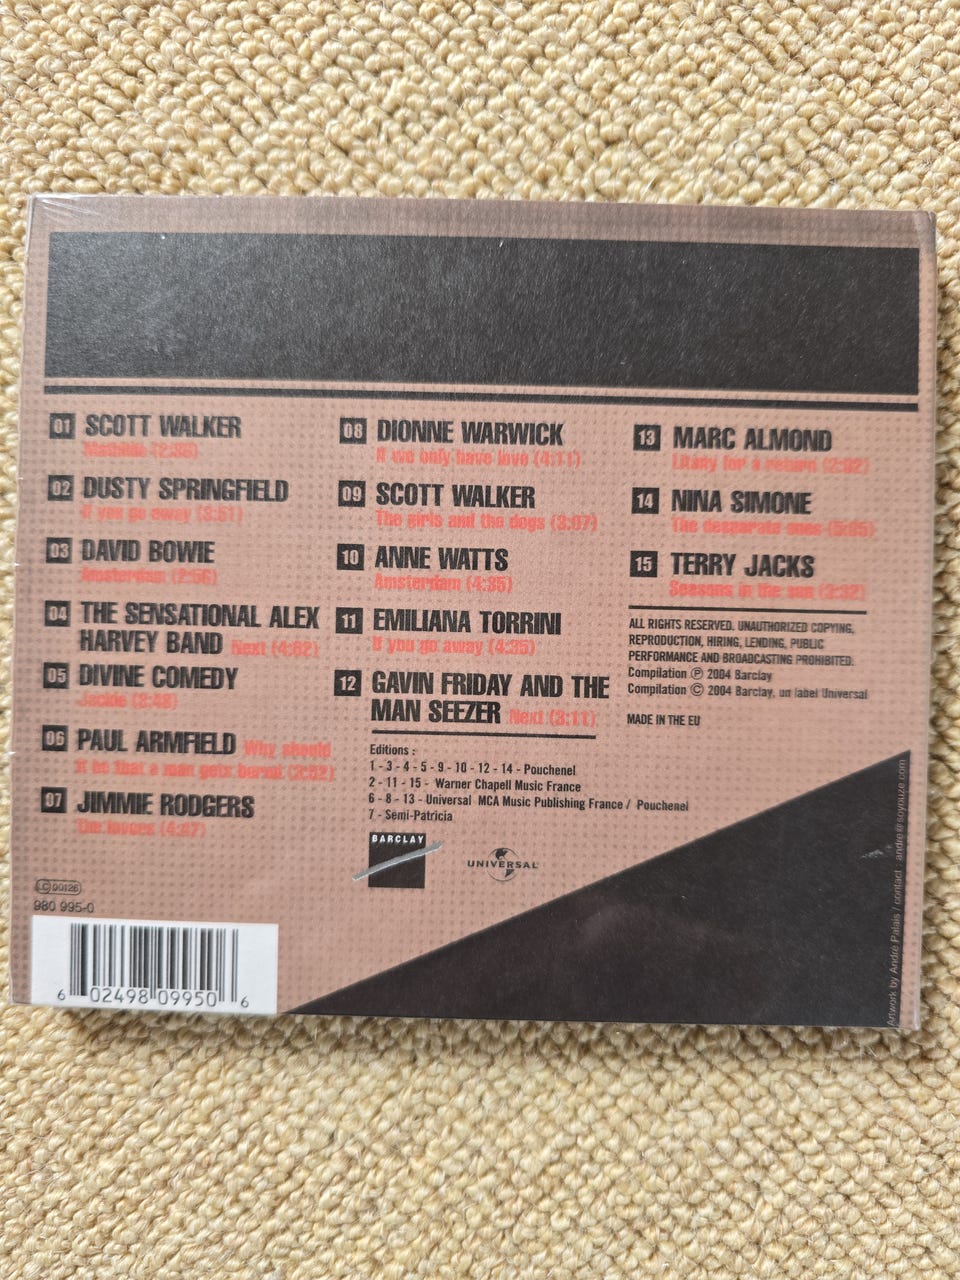 01 SCOTT WALKER
Mathilde (2:38)
02 DUSTY SPRINGFIELD
If you go away (3:51)
03 DAVID BOWIE
Amsterdam (2:56)
04 THE SENSATIONAL ALEX
HARVEY BAND Next (4:02)
05 DIVINE COMEDY
Jackie (3:48)
06 PAUL ARMFIELD Why should
it be that a man gets bored (2:52)
07 JIMMIE RODGERS
The lovers (4:27)
08 DIONNE WARWICK
If we only have love (4:11)
09 SCOTT WALKER
The girls and the dogs (3:07)
10 ANNE WATTS
Amsterdam (4:35)
11 EMILIANA TORRINI
If you go away (4:35)
12 GAVIN FRIDAY AND THE
MAN SEEZER Next (3:11)
13 MARC ALMOND
Litany for a return (2:02)
14 NINA SIMONE
The desperate ones (5:05)
15 TERRY JACKS
Seasons in the sun (3:32)
ALL RIGHTS RESERVED. UNAUTHORIZED COPYING,
REPRODUCTION, HIRING, LENDING, PUBLIC
PERFORMANCE AND BROADCASTING PROHIBITED.
Compilation Ⓟ 2004 Barclay
Compilation © 2004 Barclay, un label Universal
MADE IN THE EU
Editions :
1 - 3 - 4 - 5 - 9 - 10 - 12 - 14 - Pouchenel
2 - 11 - 15 - Warner Chapell Music France
6 - 8 - 13 - Universal MCA Music Publishing France / Pouchenel
7 - Semi-Patricia
BARCLAY
UNIVERSAL
LC 00126
980 995-0
6 02498 09950 6
Artwork by André Palais / contact : andre@soyouze.com